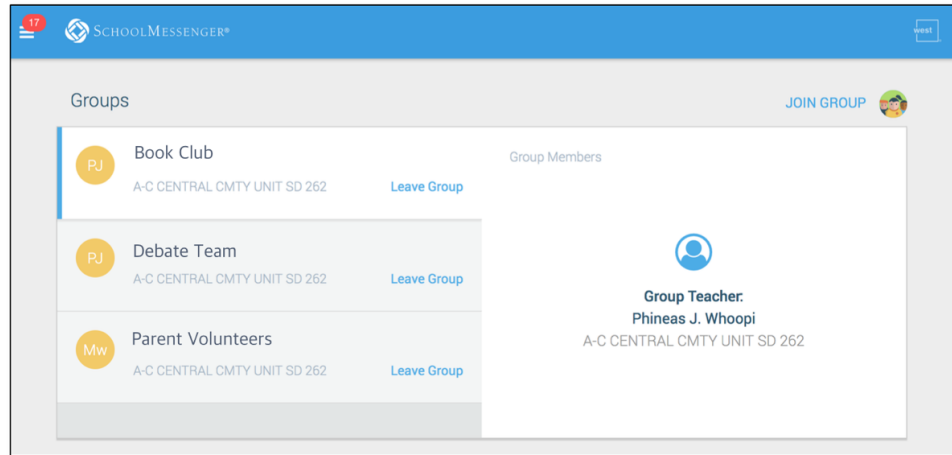 17
SCHOOLMESSENGER®
west
Groups
JOIN GROUP
PJ
Book Club
A-C CENTRAL CMTY UNIT SD 262
Leave Group
PJ
Debate Team
A-C CENTRAL CMTY UNIT SD 262
Leave Group
Mw
Parent Volunteers
A-C CENTRAL CMTY UNIT SD 262
Leave Group
Group Members
Group Teacher:
Phineas J. Whoopi
A-C CENTRAL CMTY UNIT SD 262